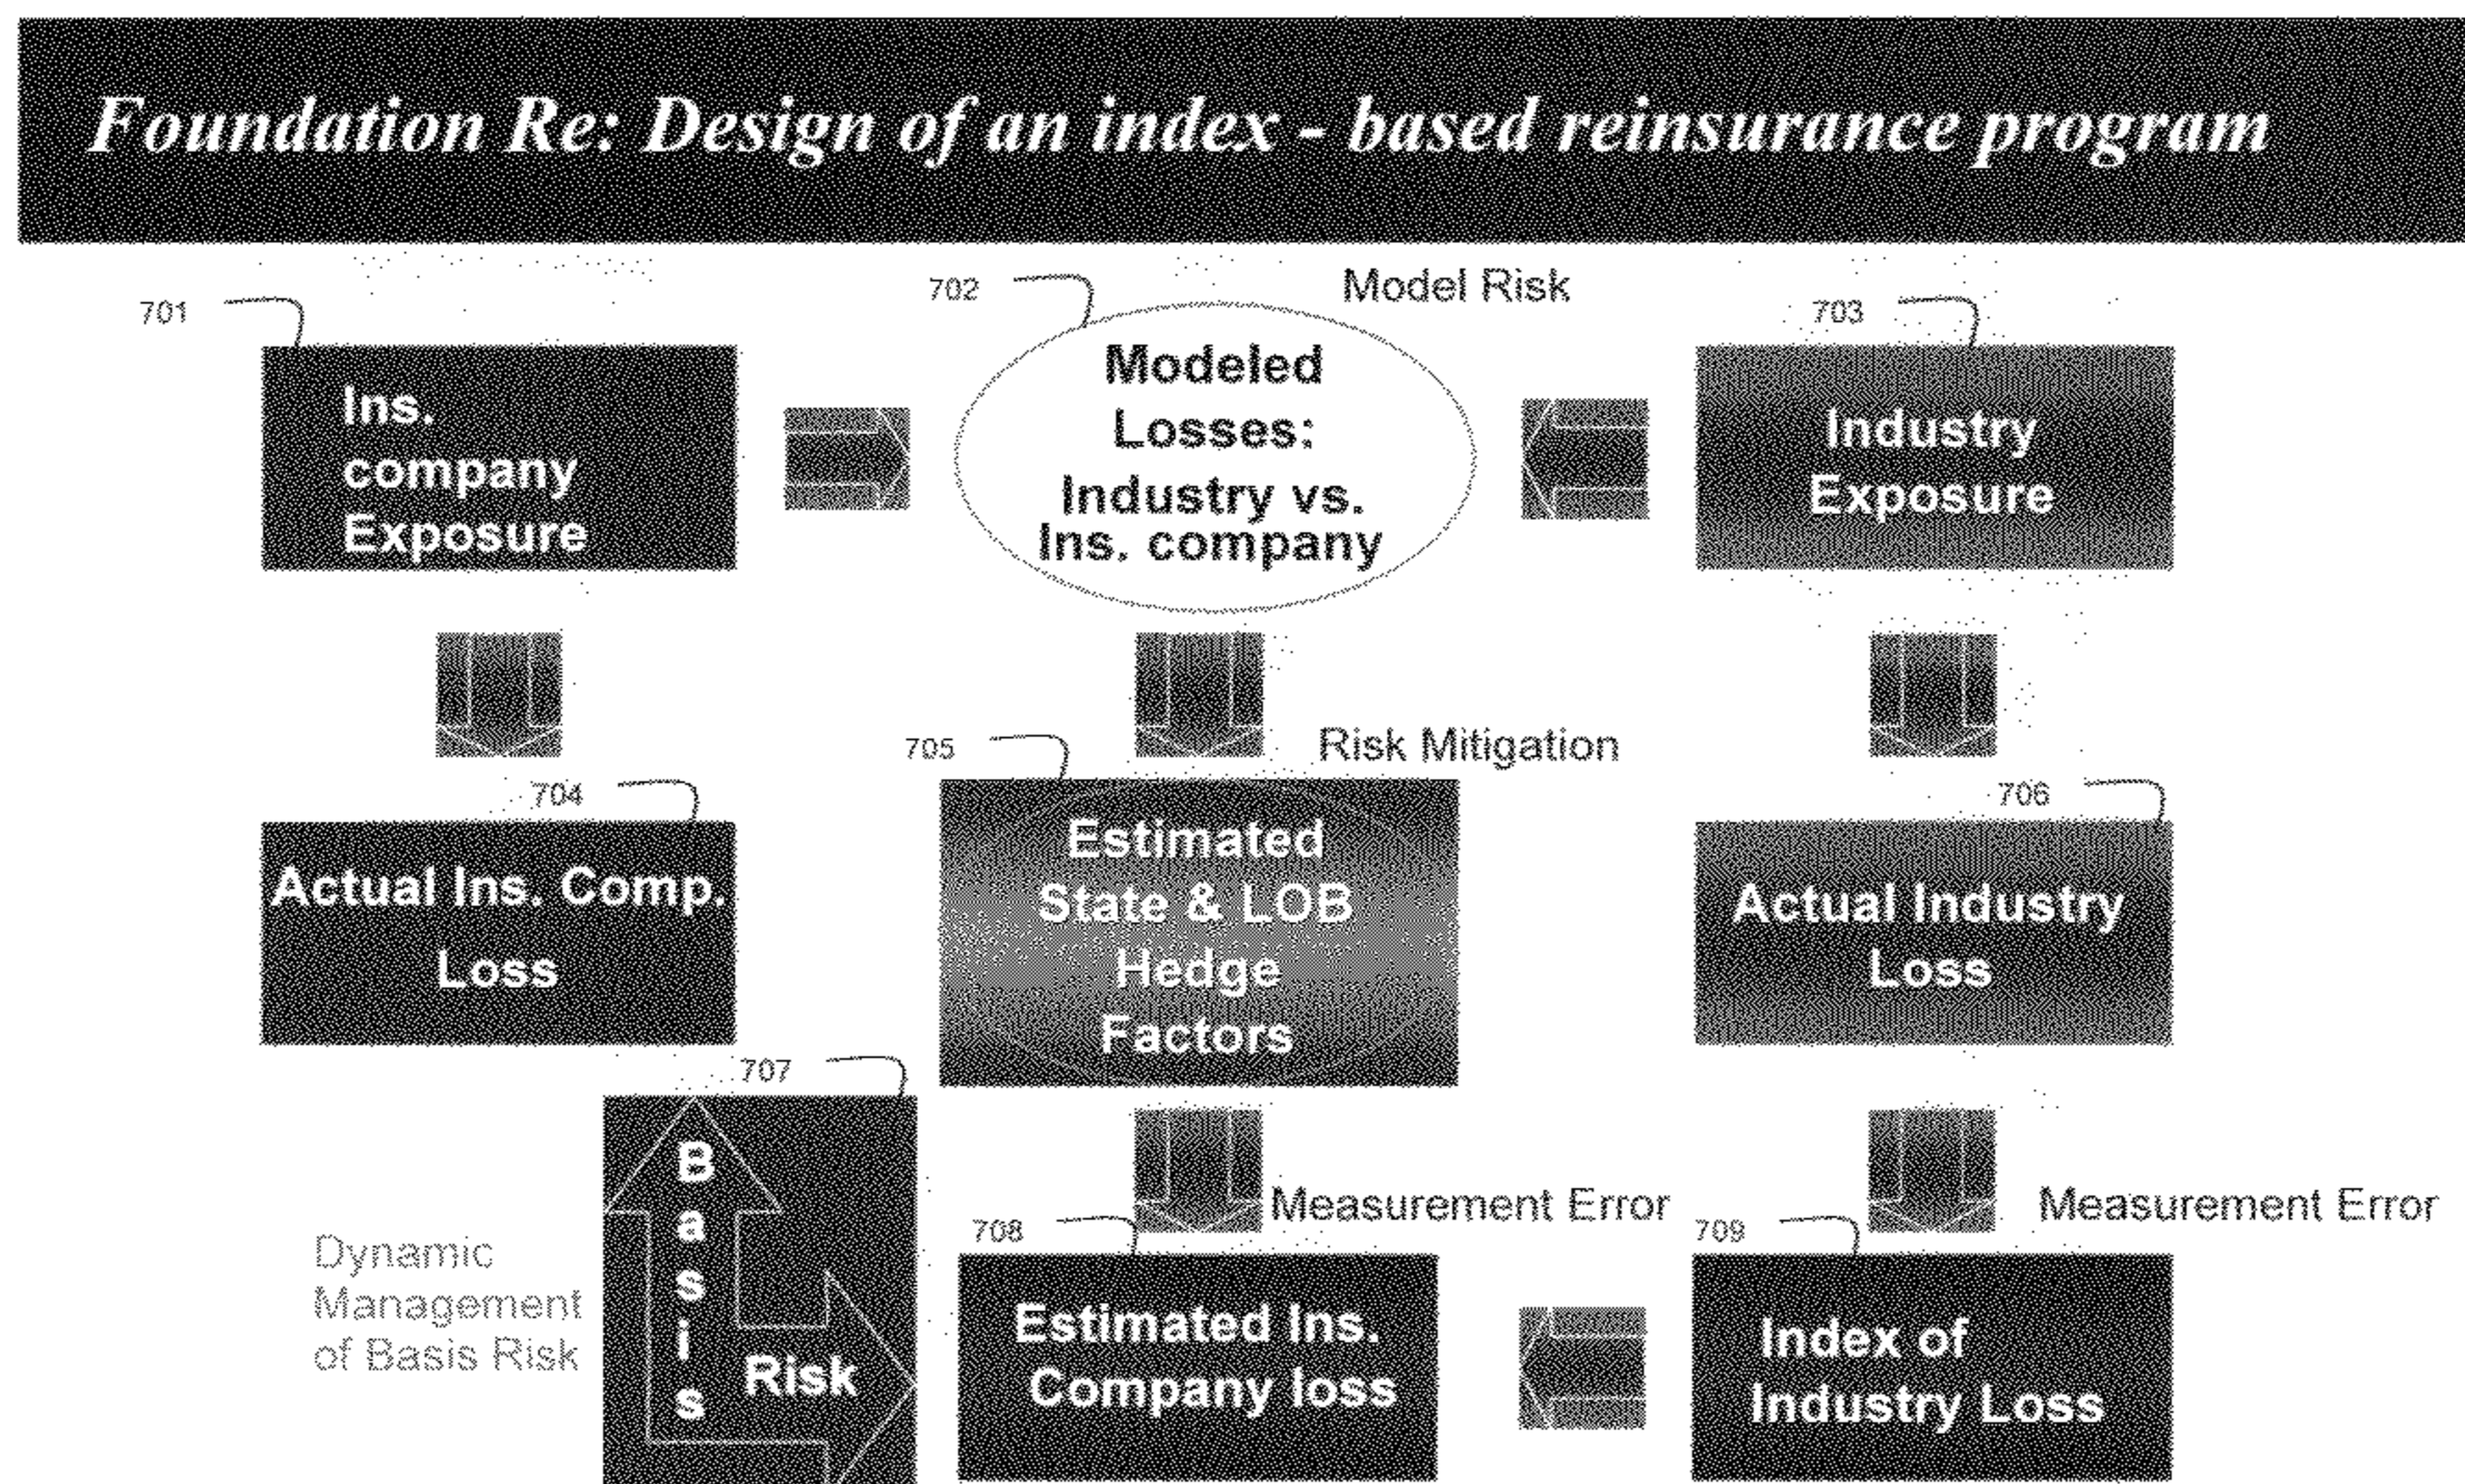 Foundation Re: Design of an index - based reinsurance program
701
702
Model Risk
703
Ins.
company
Exposure
Modeled
Losses:
Industry vs.
Ins. company
Industry
Exposure
704
705
Risk Mitigation
706
Actual Ins. Comp.
Loss
Estimated
State & LOB
Hedge
Factors
Actual Industry
Loss
707
Basis
Risk
Dynamic
Management
of Basis Risk
708
Measurement Error
709
Measurement Error
Estimated Ins.
Company loss
Index of
Industry Loss